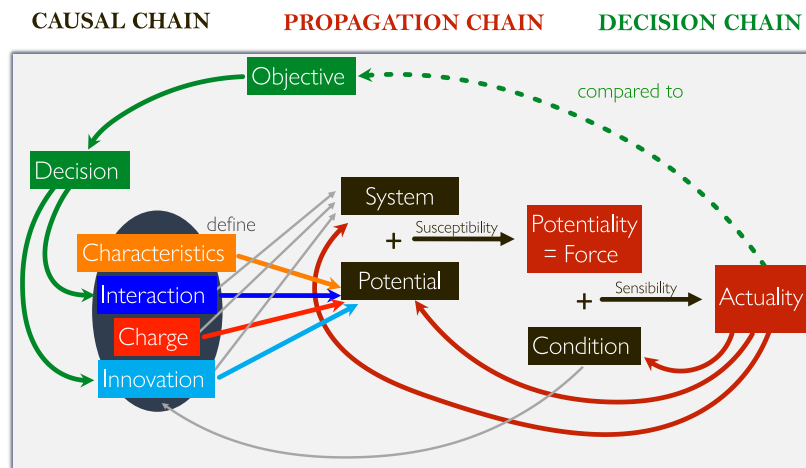 CAUSAL CHAIN
PROPAGATION CHAIN
DECISION CHAIN
Objective
compared to
Decision
define
System
Characteristics
+
Susceptibility
Potentiality
= Force
Interaction
Potential
Charge
+
Sensibility
Actuality
Innovation
Condition